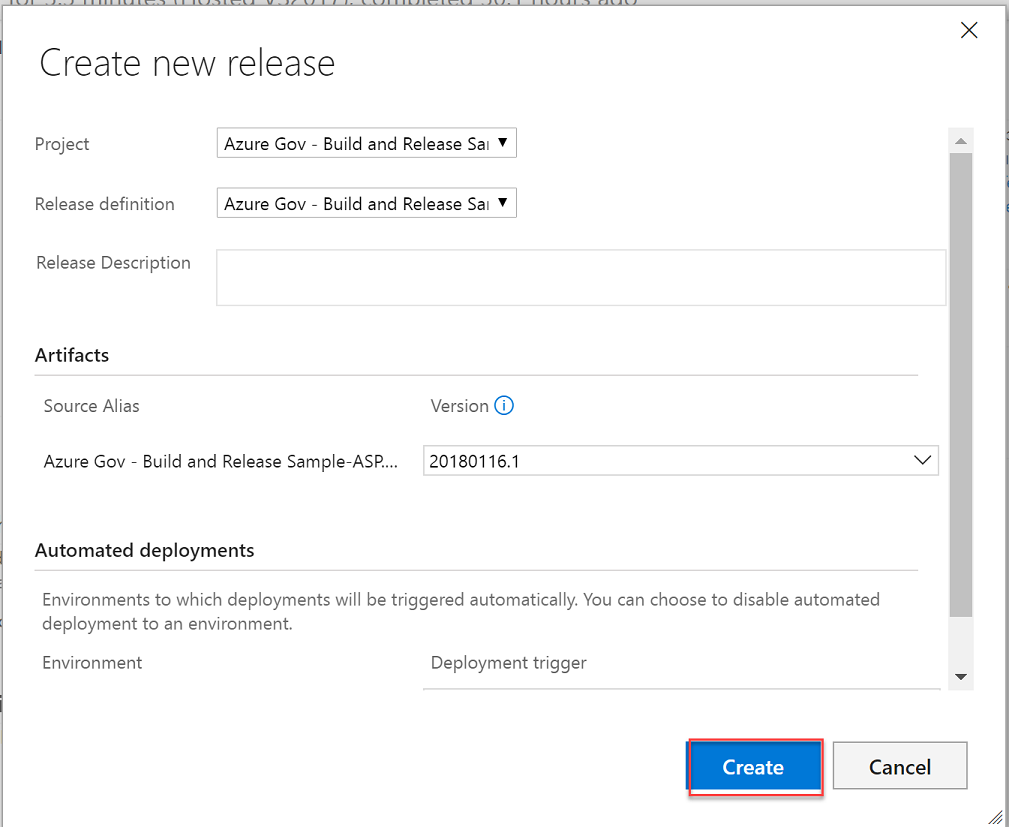 Create new release
Project
Azure Gov - Build and Release Sa
Release definition
Azure Gov - Build and Release Sa
Release Description
Artifacts
Source Alias
Version
Azure Gov - Build and Release Sample-ASP....
20180116.1
Automated deployments
Environments to which deployments will be triggered automatically. You can choose to disable automated
deployment to an environment.
Environment
Deployment trigger
Create
Cancel